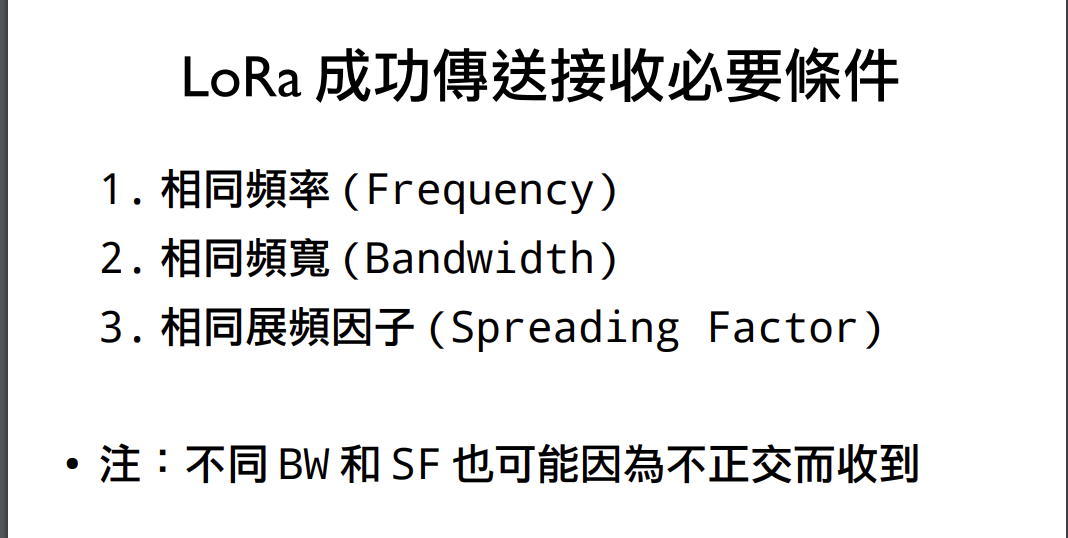 LoRa 成功傳送接收必要條件
1. 相同頻率 (Frequency)
2. 相同頻寬 (Bandwidth)
3. 相同展頻因子 (Spreading Factor)
• 注：不同 BW 和 SF 也可能因為不正交而收到